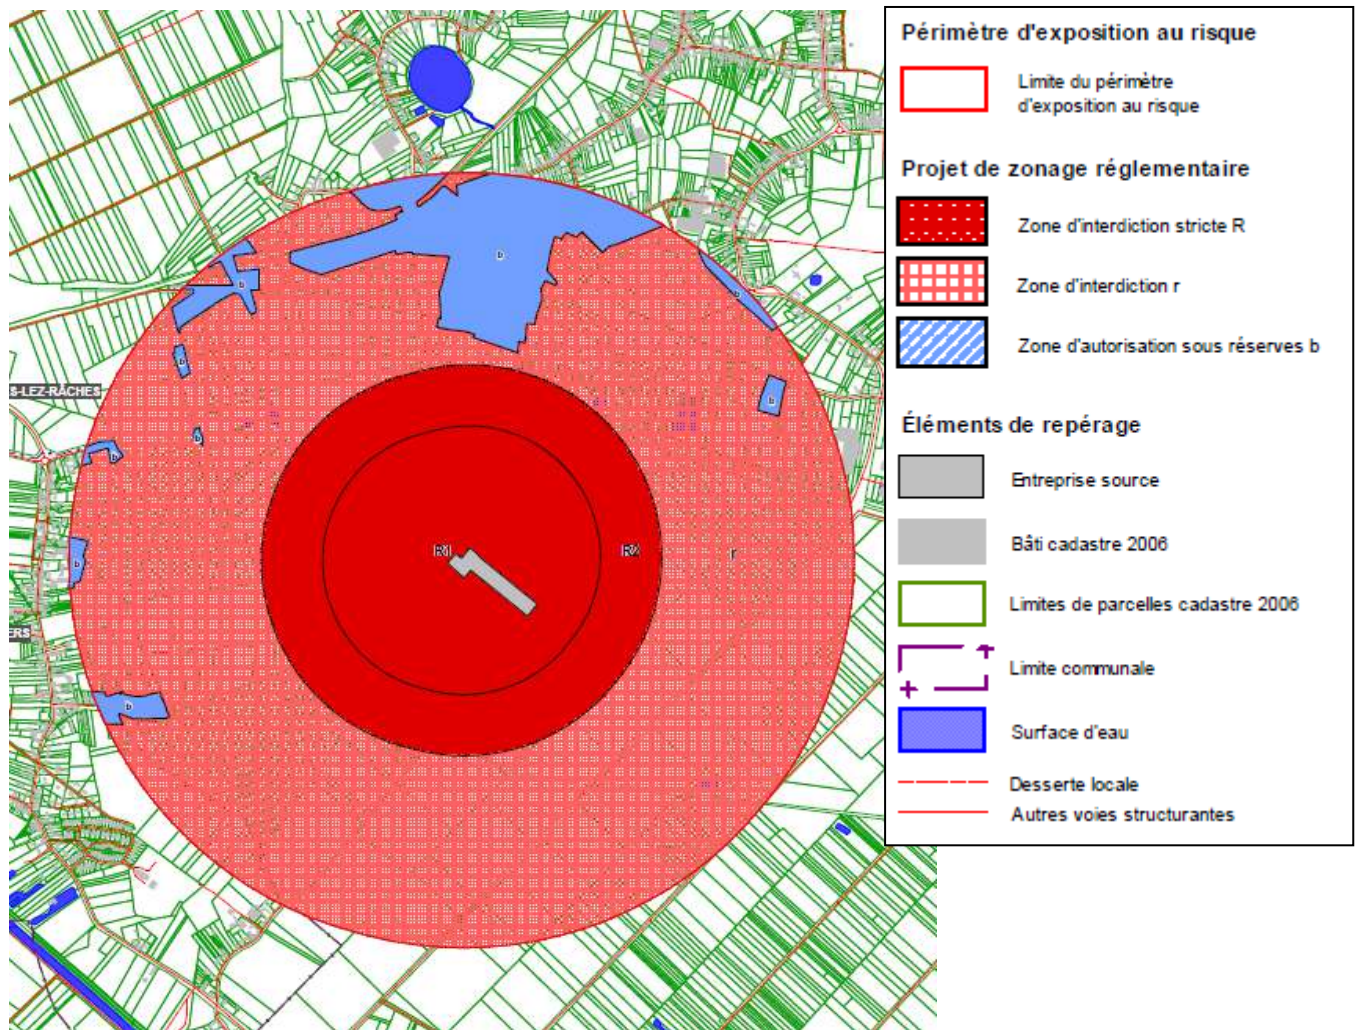 Périmètre d'exposition au risque
Limite du périmètre
d'exposition au risque
Projet de zonage réglementaire
Zone d'interdiction stricte R
Zone d'interdiction r
Zone d'autorisation sous réserves b
Éléments de repérage
Entreprise source
Bâti cadastre 2006
Limites de parcelles cadastre 2006
Limite communale
Surface d'eau
Desserte locale
Autres voies structurantes
b
b
b
b
b
S-LEZ-RÂCHES
b
b
R1
R2
r
b
ERS
b